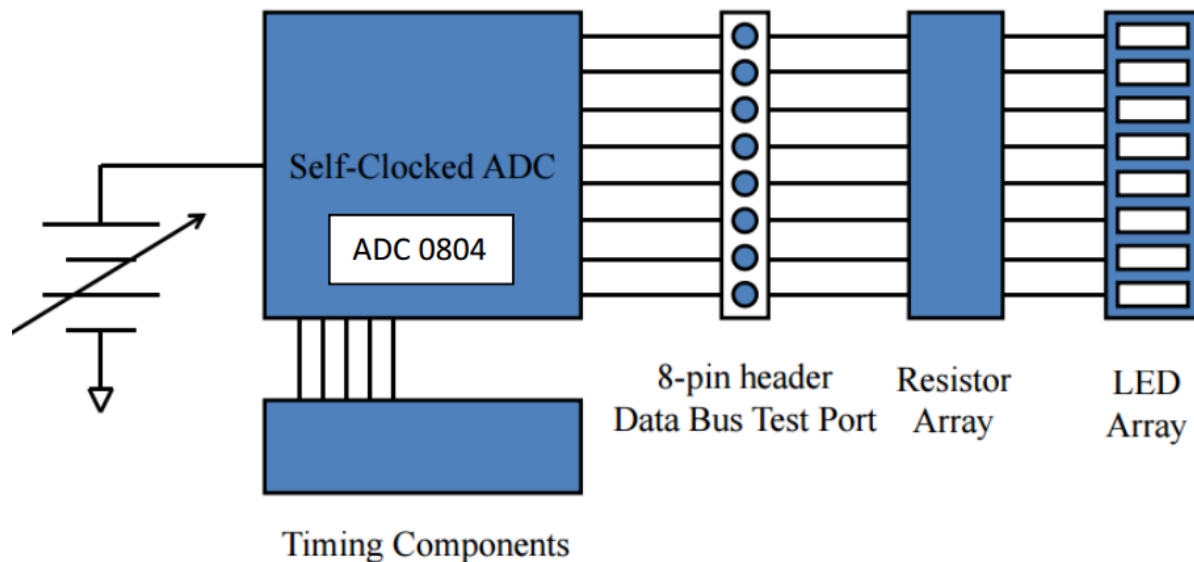 Self-Clocked ADC
ADC 0804
8-pin header
Data Bus Test Port
Resistor
Array
LED
Array
Timing Components